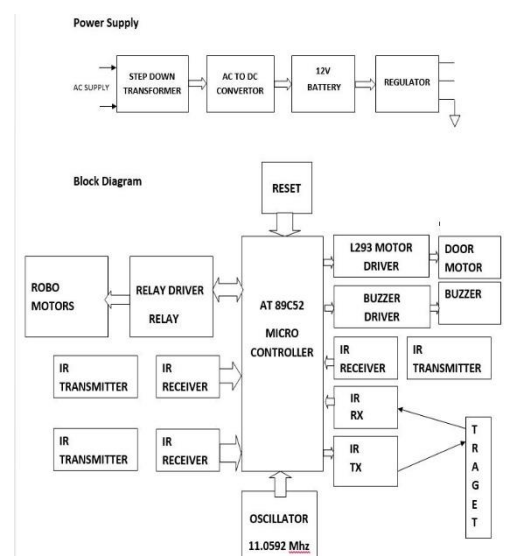 Power Supply
AC SUPPLY
STEP DOWN
TRANSFORMER
AC TO DC
CONVERTOR
12V
BATTERY
REGULATOR
Block Diagram
RESET
ROBO
MOTORS
RELAY DRIVER
RELAY
AT 89C52
MICRO
CONTROLLER
L293 MOTOR
DRIVER
DOOR
MOTOR
BUZZER
DRIVER
BUZZER
IR
TRANSMITTER
IR
RECEIVER
IR
RECEIVER
IR
TRANSMITTER
IR
RX
IR
TRANSMITTER
IR
RECEIVER
IR
TX
T
R
A
G
E
T
OSCILLATOR
11.0592 Mhz